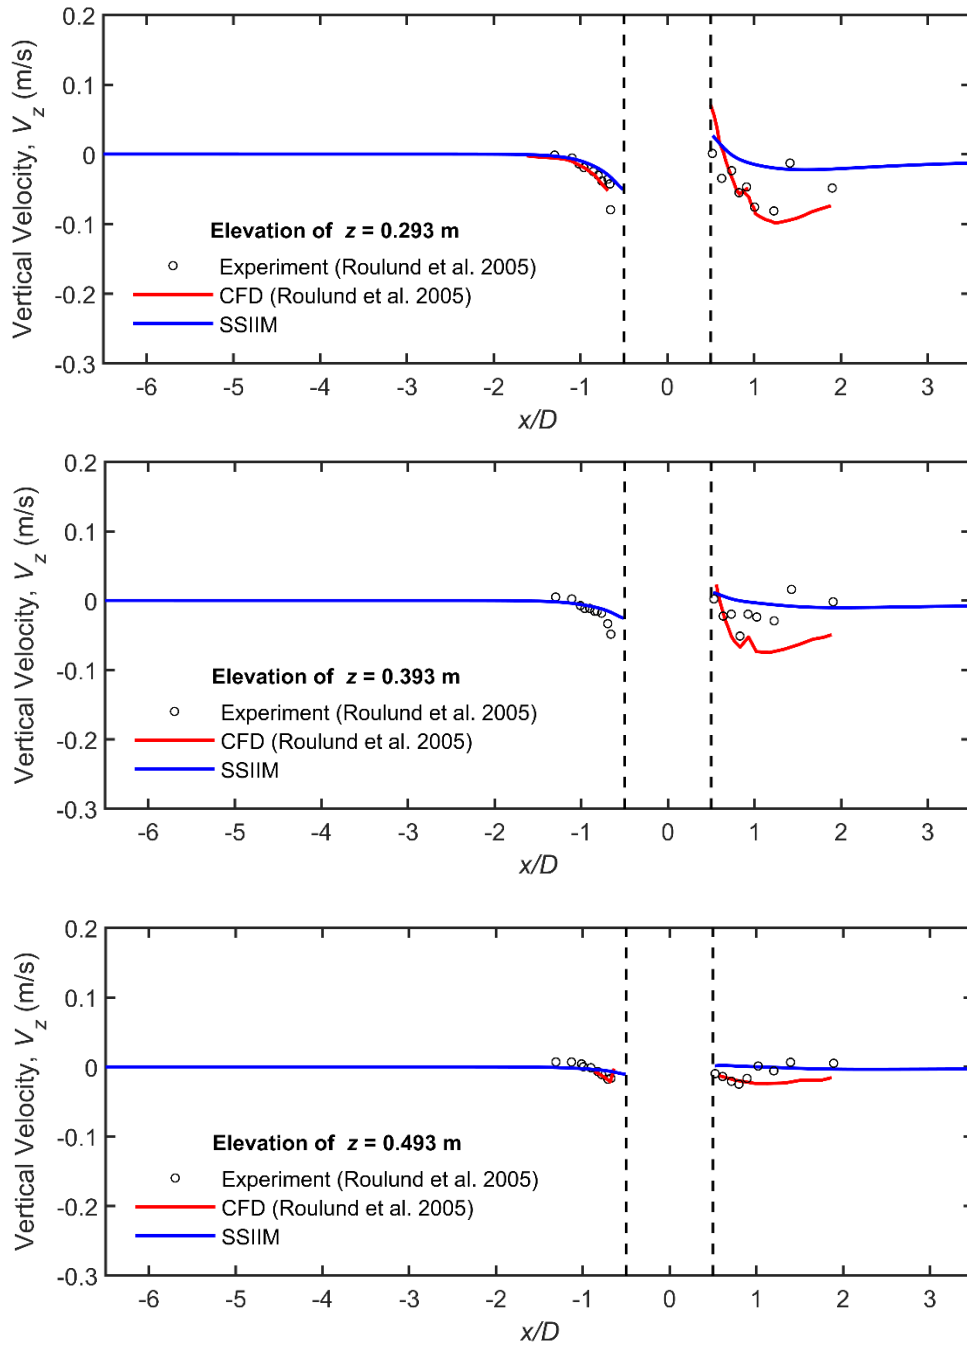 0.2
0.1
0
-0.1
-0.2
-0.3
Vertical Velocity, V_z (m/s)
Elevation of z = 0.293 m
Experiment (Roulund et al. 2005)
CFD (Roulund et al. 2005)
SSIIM
-6 -5 -4 -3 -2 -1 0 1 2 3
x/D
0.2
0.1
0
-0.1
-0.2
-0.3
Vertical Velocity, V_z (m/s)
Elevation of z = 0.393 m
Experiment (Roulund et al. 2005)
CFD (Roulund et al. 2005)
SSIIM
-6 -5 -4 -3 -2 -1 0 1 2 3
x/D
0.2
0.1
0
-0.1
-0.2
-0.3
Vertical Velocity, V_z (m/s)
Elevation of z = 0.493 m
Experiment (Roulund et al. 2005)
CFD (Roulund et al. 2005)
SSIIM
-6 -5 -4 -3 -2 -1 0 1 2 3
x/D